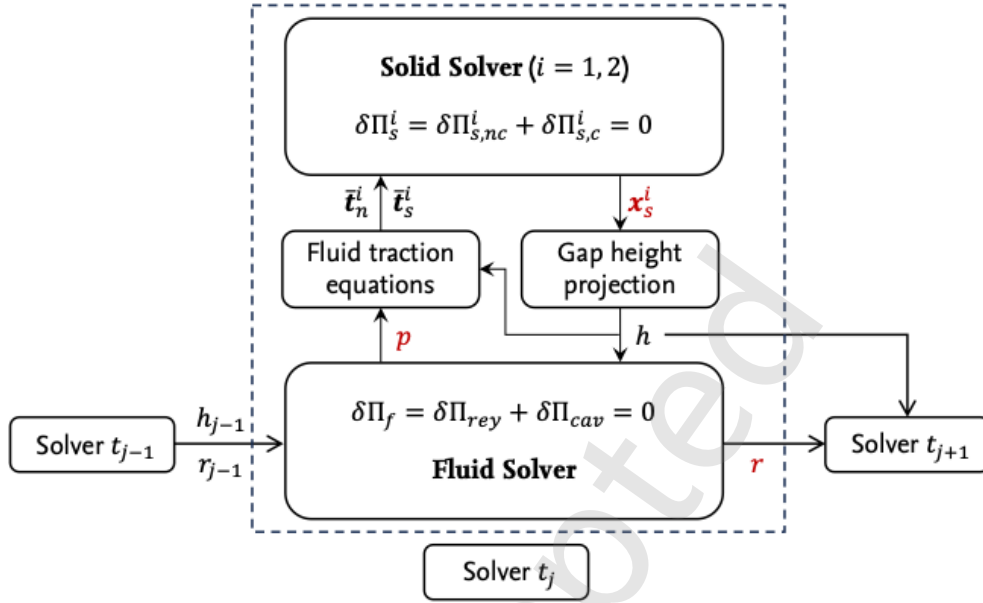 Solid Solver (i = 1, 2)
δΠ_s^i = δΠ_{s,nc}^i + δΠ_{s,c}^i = 0
t̄_n^i t̄_s^i
x_s^i
Fluid traction
equations
Gap height
projection
p
h
δΠ_f = δΠ_{rey} + δΠ_{cav} = 0
Fluid Solver
Solver t_{j−1}
h_{j−1}
r_{j−1}
r
Solver t_{j+1}
Solver t_j
oted